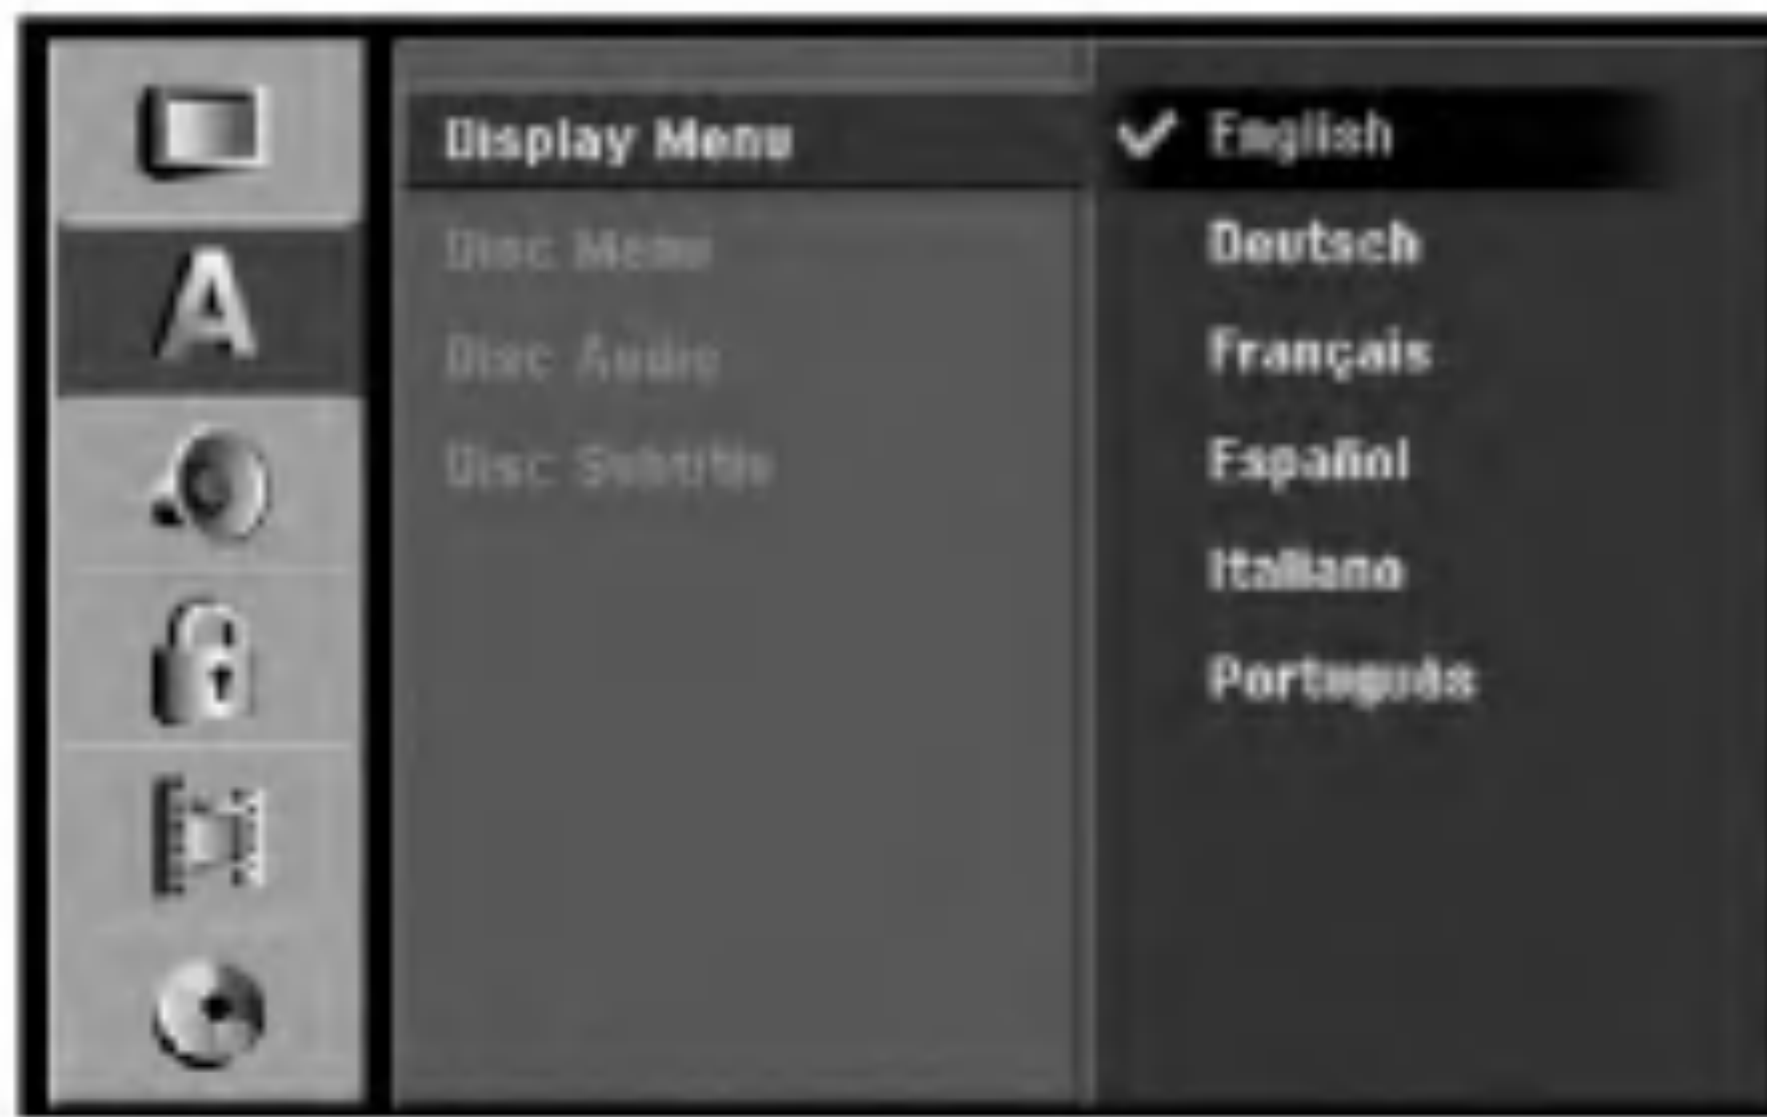 A
Display Menu
Disc Menu
Disc Audio
Disc Subtitle
English
Deutsch
Français
Español
Italiano
Português